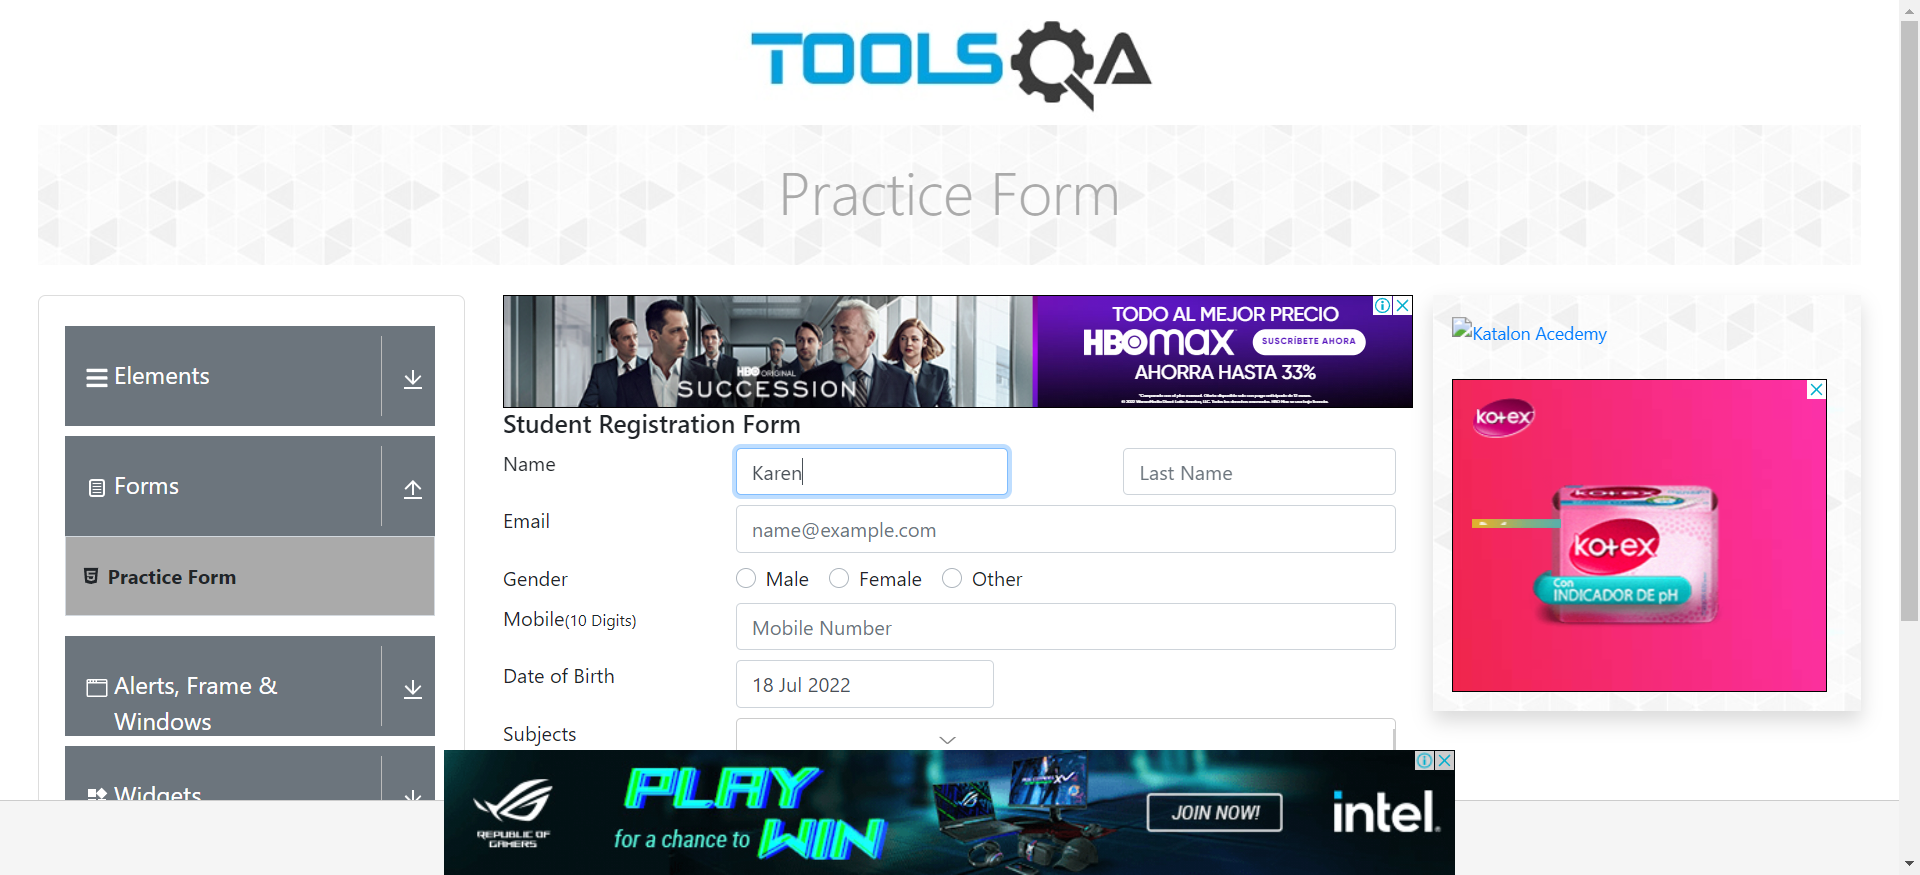 TOOLSQA
Practice Form
Elements
Forms
Practice Form
Alerts, Frame &
Windows
Widgets
HBO ORIGINAL
SUCCESSION
TODO AL MEJOR PRECIO
HBOMAX
SUSCRÍBETE AHORA
AHORRA HASTA 33%
Student Registration Form
Name
Karen
Last Name
Email
name@example.com
Gender
Male
Female
Other
Mobile(10 Digits)
Mobile Number
Date of Birth
18 Jul 2022
Subjects
Katalon Acedemy
kotex
kotex
Con
INDICADOR DE pH
REPUBLIC OF
GAMERS
PLAY
for a chance to WIN
JOIN NOW!
intel.